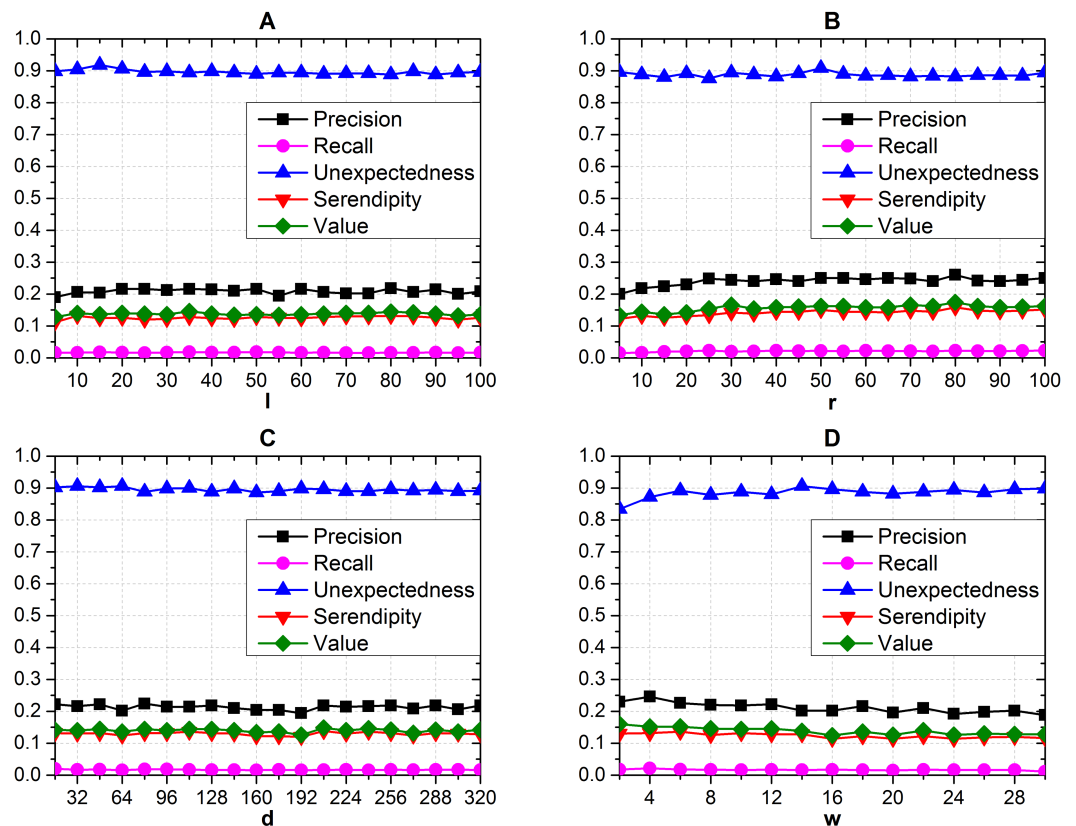 A
1.0
0.9
0.8
0.7
0.6
0.5
0.4
0.3
0.2
0.1
0.0
Precision
Recall
Unexpectedness
Serendipity
Value
10 20 30 40 50 60 70 80 90 100
l
B
1.0
0.9
0.8
0.7
0.6
0.5
0.4
0.3
0.2
0.1
0.0
Precision
Recall
Unexpectedness
Serendipity
Value
10 20 30 40 50 60 70 80 90 100
r
C
1.0
0.9
0.8
0.7
0.6
0.5
0.4
0.3
0.2
0.1
0.0
Precision
Recall
Unexpectedness
Serendipity
Value
32 64 96 128 160 192 224 256 288 320
d
D
1.0
0.9
0.8
0.7
0.6
0.5
0.4
0.3
0.2
0.1
0.0
Precision
Recall
Unexpectedness
Serendipity
Value
4 8 12 16 20 24 28
w